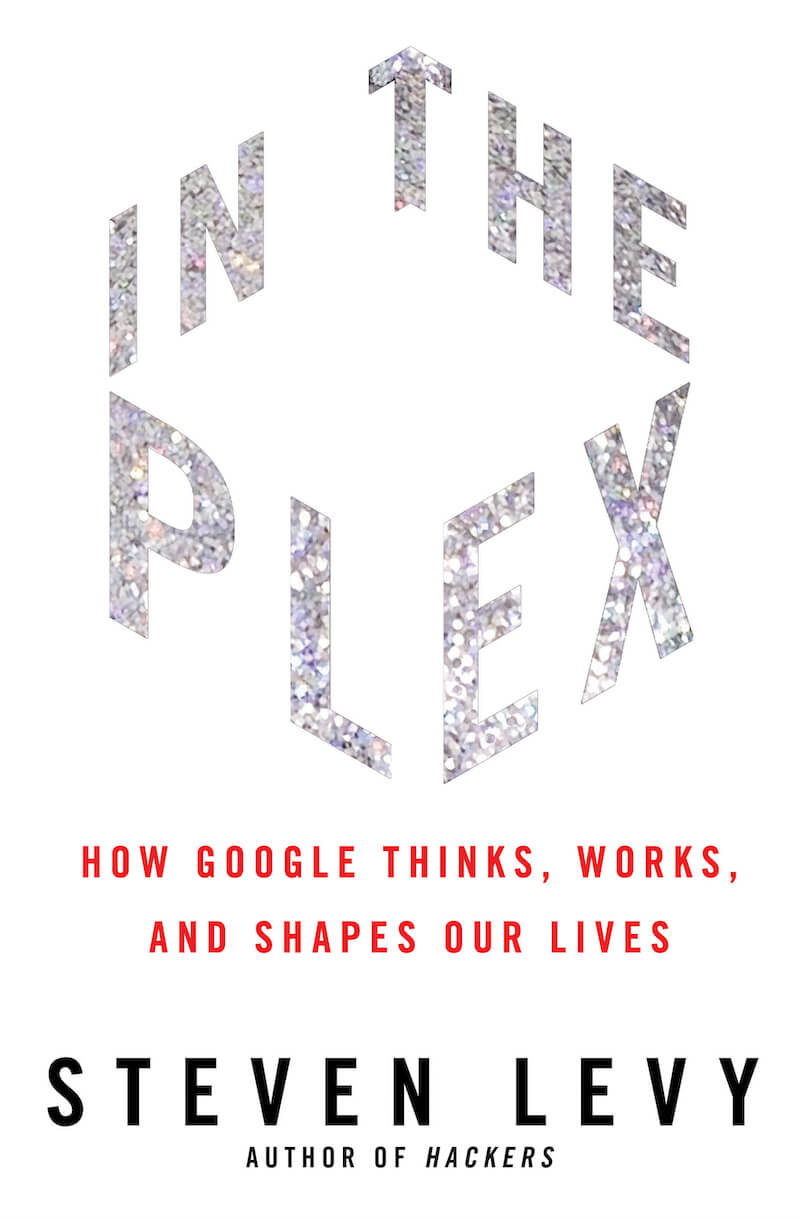 IN THE
PLEX
HOW GOOGLE THINKS, WORKS,
AND SHAPES OUR LIVES
STEVEN LEVY
AUTHOR OF HACKERS